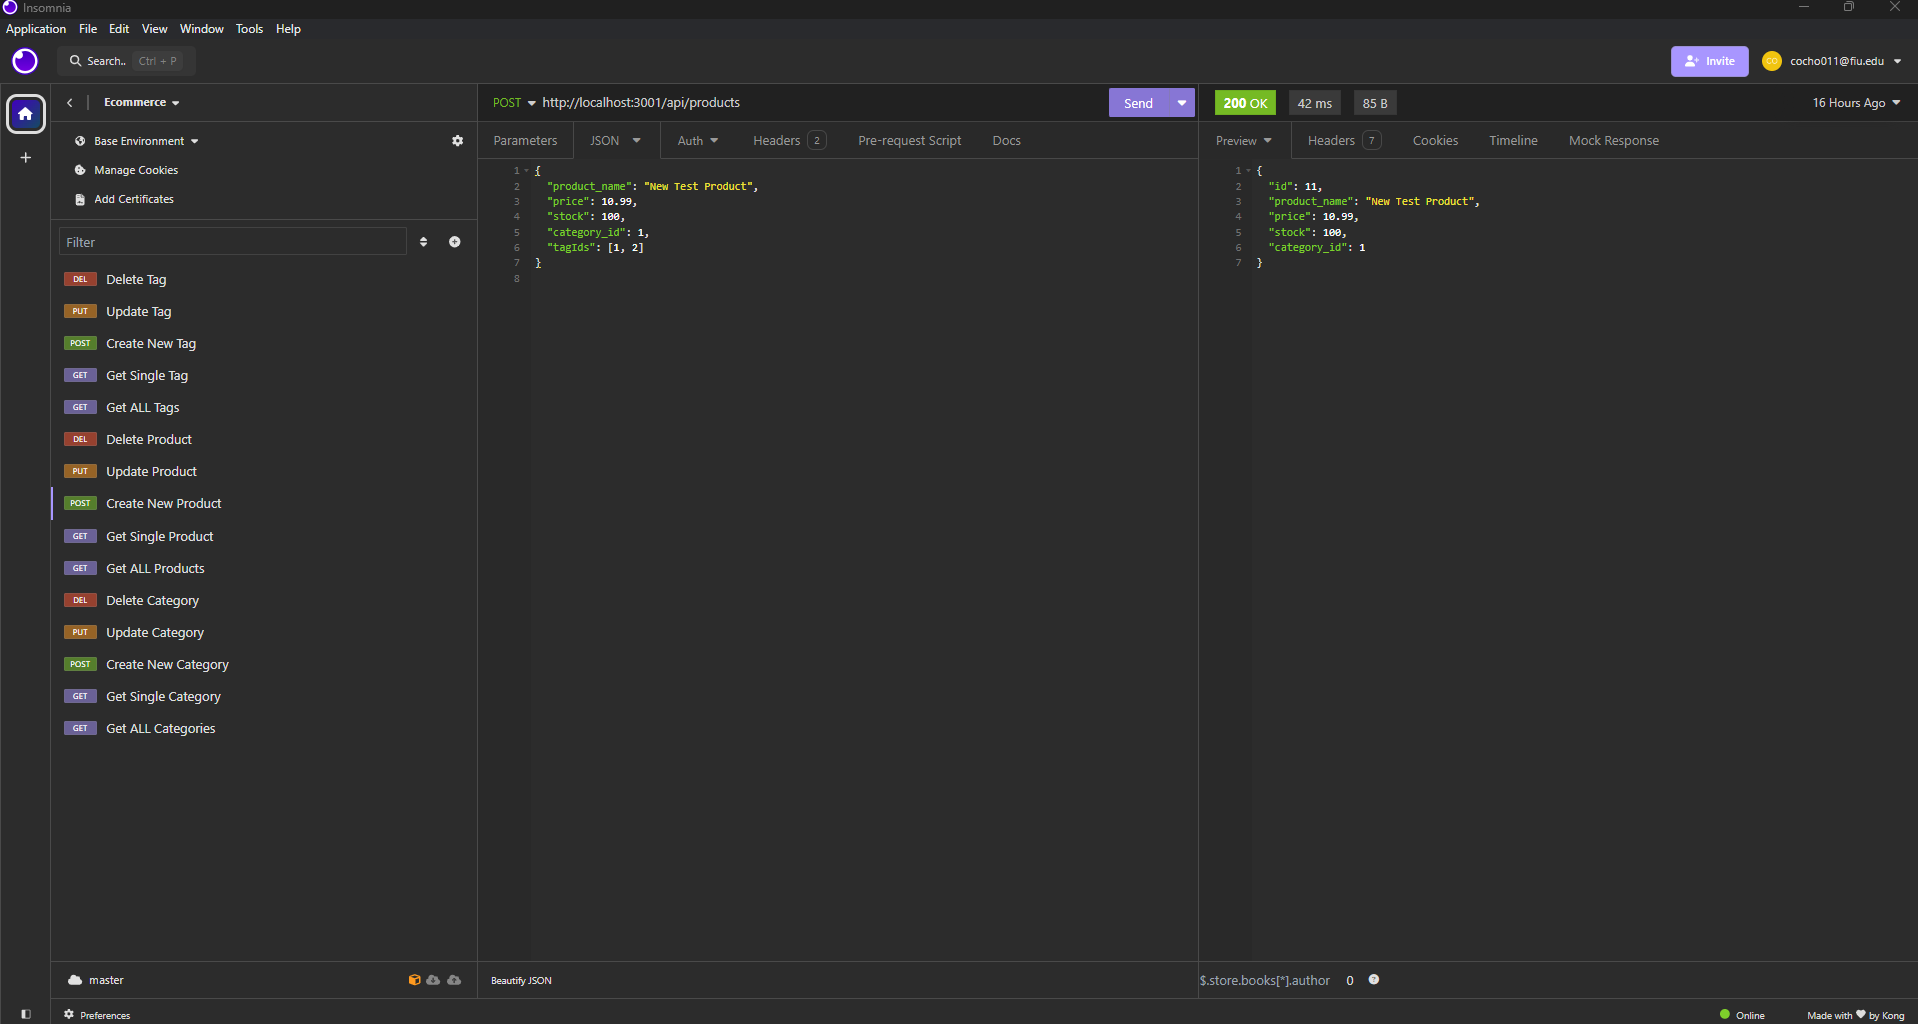 Insomnia
Application File Edit View Window Tools Help
Search.. Ctrl + P
Invite
CO cocho011@fiu.edu
Ecommerce
Base Environment
Manage Cookies
Add Certificates
Filter
DEL Delete Tag
PUT Update Tag
POST Create New Tag
GET Get Single Tag
GET Get ALL Tags
DEL Delete Product
PUT Update Product
POST Create New Product
GET Get Single Product
GET Get ALL Products
DEL Delete Category
PUT Update Category
POST Create New Category
GET Get Single Category
GET Get ALL Categories
master
Preferences
POST http://localhost:3001/api/products Send
Parameters JSON Auth Headers 2 Pre-request Script Docs
1 {
2 "product_name": "New Test Product",
3 "price": 10.99,
4 "stock": 100,
5 "category_id": 1,
6 "tagIds": [1, 2]
7 }
8
Beautify JSON
200 OK 42 ms 85 B 16 Hours Ago
Preview Headers 7 Cookies Timeline Mock Response
1 {
2 "id": 11,
3 "product_name": "New Test Product",
4 "price": 10.99,
5 "stock": 100,
6 "category_id": 1
7 }
$.store.books[*].author 0 ?
Online Made with by Kong